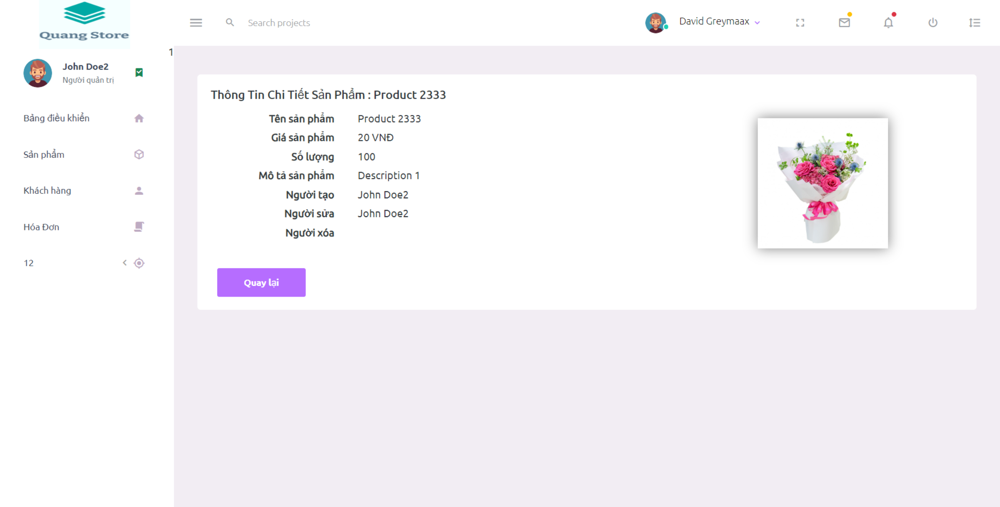 Quang Store
Search projects
David Greymaax
1
John Doe2
Người quản trị
Bảng điều khiển
Sản phẩm
Khách hàng
Hóa Đơn
12
Thông Tin Chi Tiết Sản Phẩm : Product 2333
Tên sản phẩm Product 2333
Giá sản phẩm 20 VNĐ
Số lượng 100
Mô tả sản phẩm Description 1
Người tạo John Doe2
Người sửa John Doe2
Người xóa
Quay lại